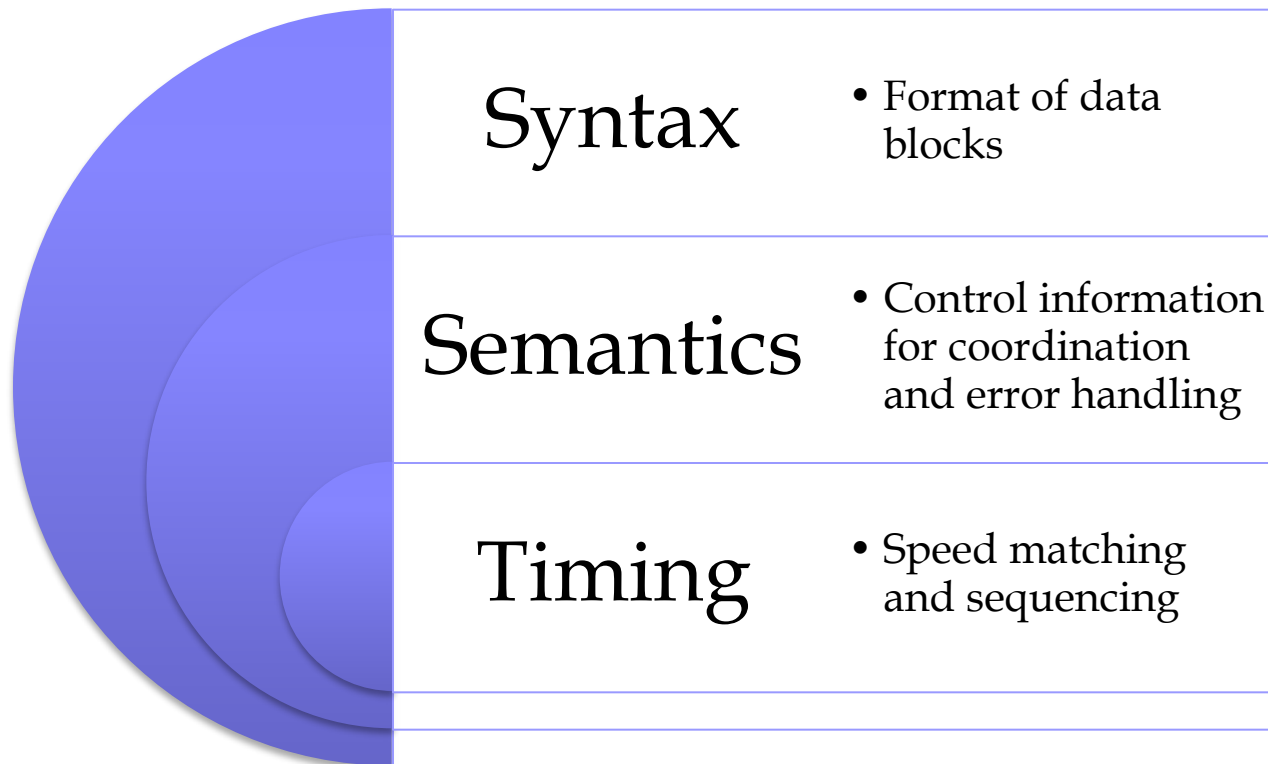 Syntax
• Format of data
blocks
Semantics
• Control information
for coordination
and error handling
Timing
• Speed matching
and sequencing